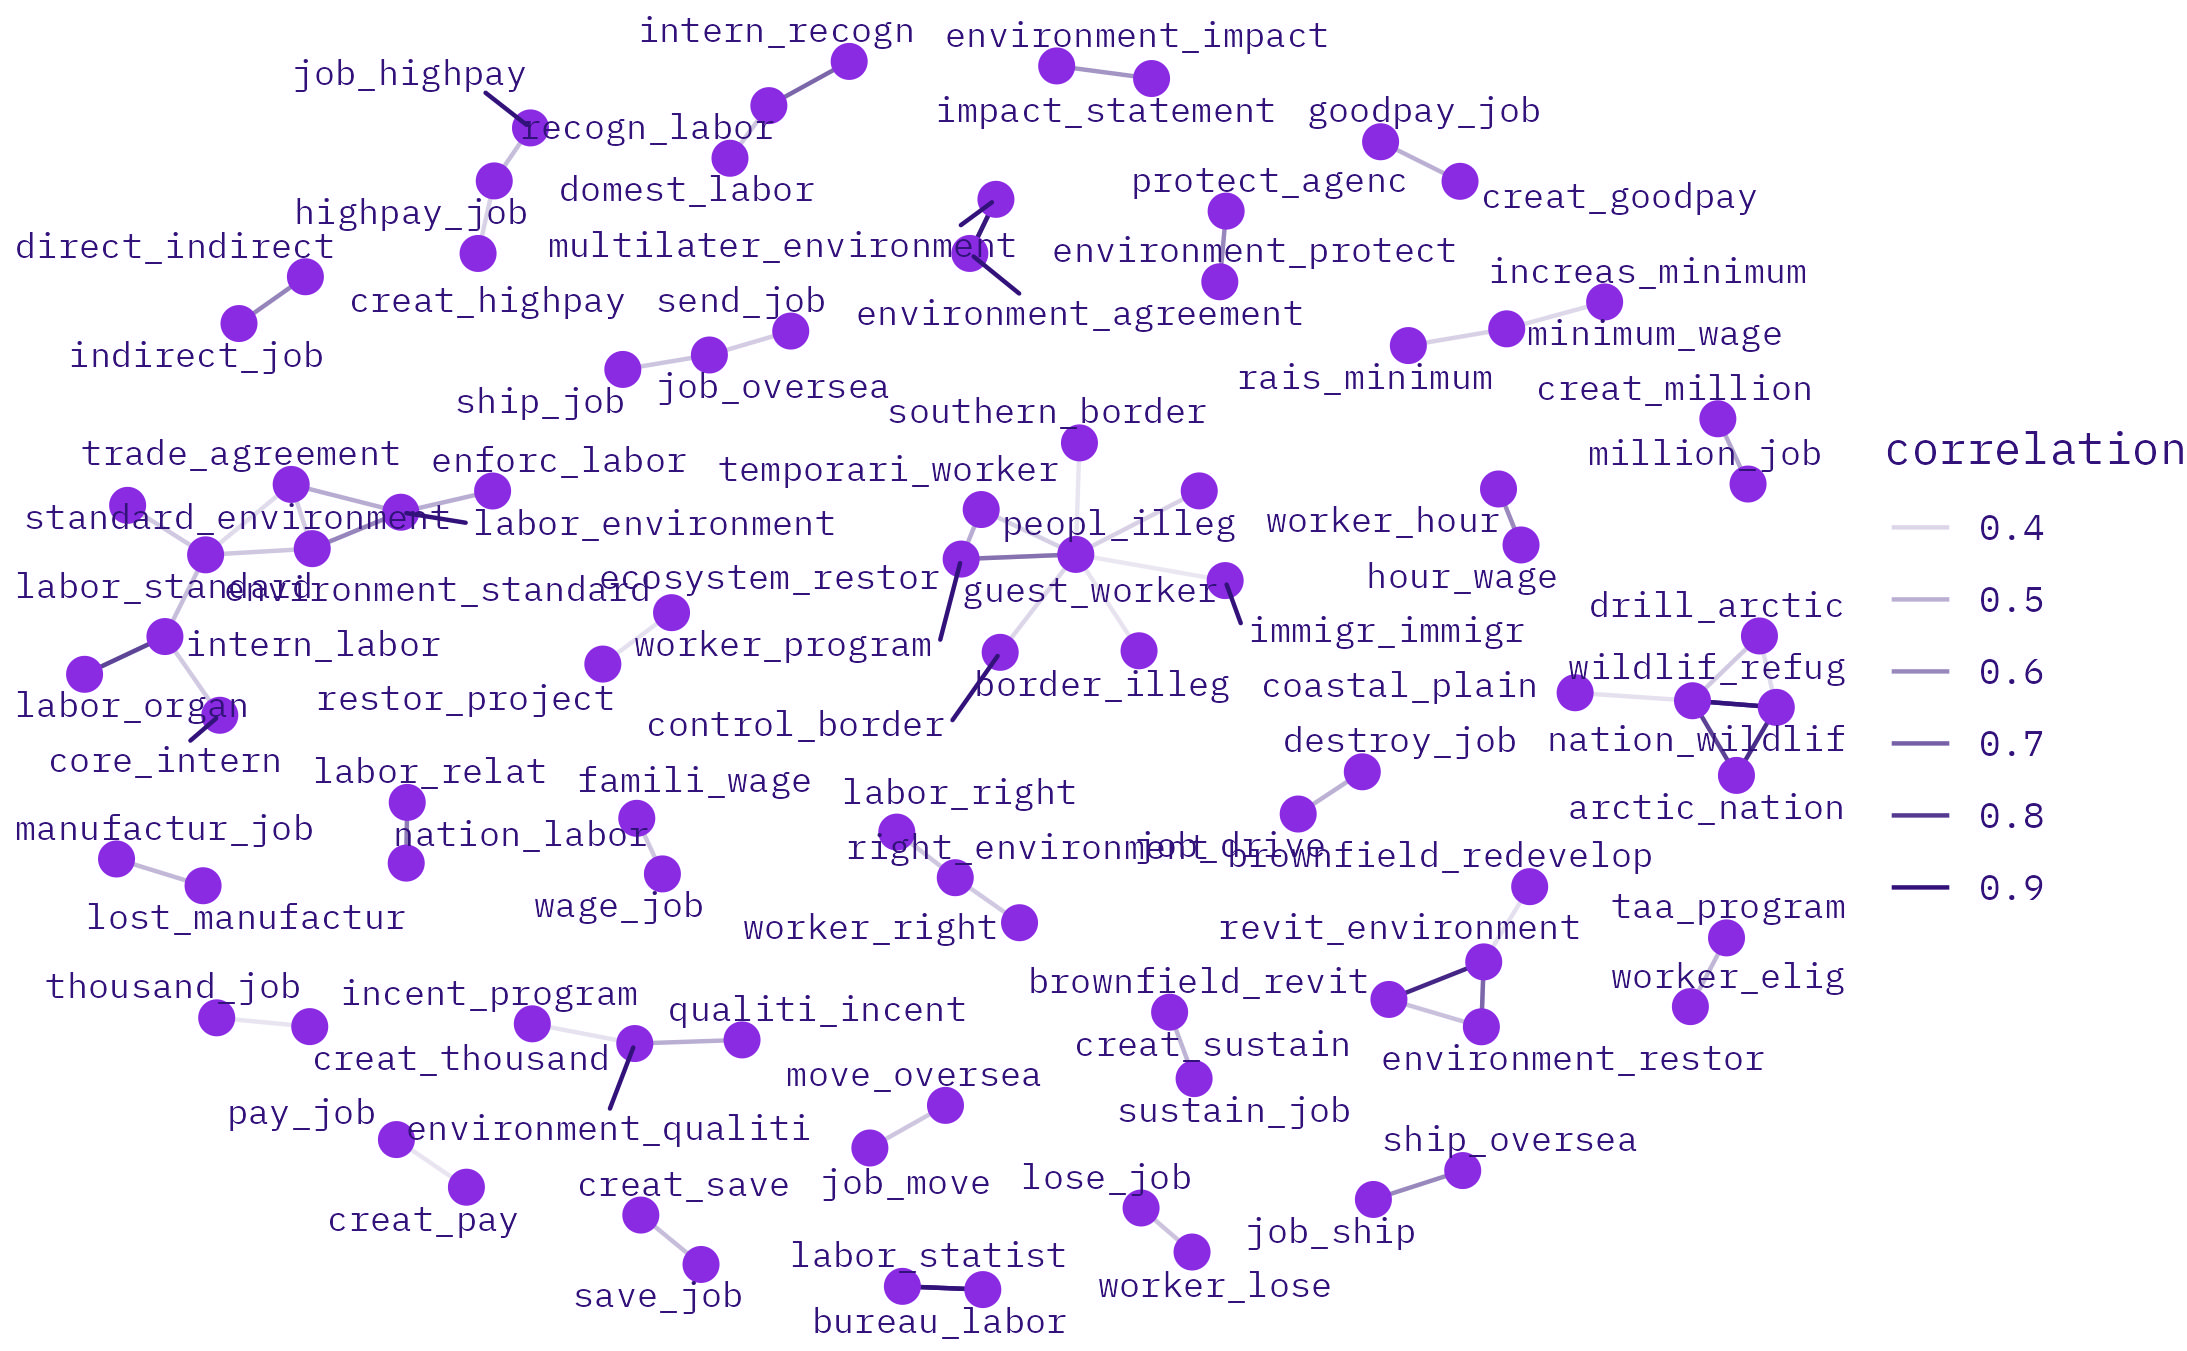 intern_recogn
environment_impact
job_highpay
impact_statement
goodpay_job
recogn_labor
domest_labor
protect_agenc
creat_goodpay
highpay_job
direct_indirect
multilater_environment
environment_protect
increas_minimum
creat_highpay
send_job
environment_agreement
minimum_wage
indirect_job
rais_minimum
job_oversea
creat_million
ship_job
southern_border
trade_agreement
enforc_labor
temporari_worker
million_job
correlation
standard_environment
labor_environment
peopl_illeg
worker_hour
0.4
labor_standard
environment_standard
ecosystem_restor
guest_worker
hour_wage
0.5
drill_arctic
intern_labor
worker_program
immigr_immigr
wildlif_refug
0.6
labor_organ
restor_project
border_illeg
coastal_plain
control_border
destroy_job
nation_wildlif
0.7
core_intern
labor_relat
famili_wage
labor_right
arctic_nation
0.8
manufactur_job
nation_labor
right_environment
job_drive
brownfield_redevelop
0.9
lost_manufactur
wage_job
worker_right
revit_environment
taa_program
thousand_job
incent_program
qualiti_incent
brownfield_revit
worker_elig
creat_thousand
creat_sustain
environment_restor
move_oversea
pay_job
environment_qualiti
sustain_job
ship_oversea
creat_save
job_move
lose_job
creat_pay
job_ship
labor_statist
save_job
worker_lose
bureau_labor